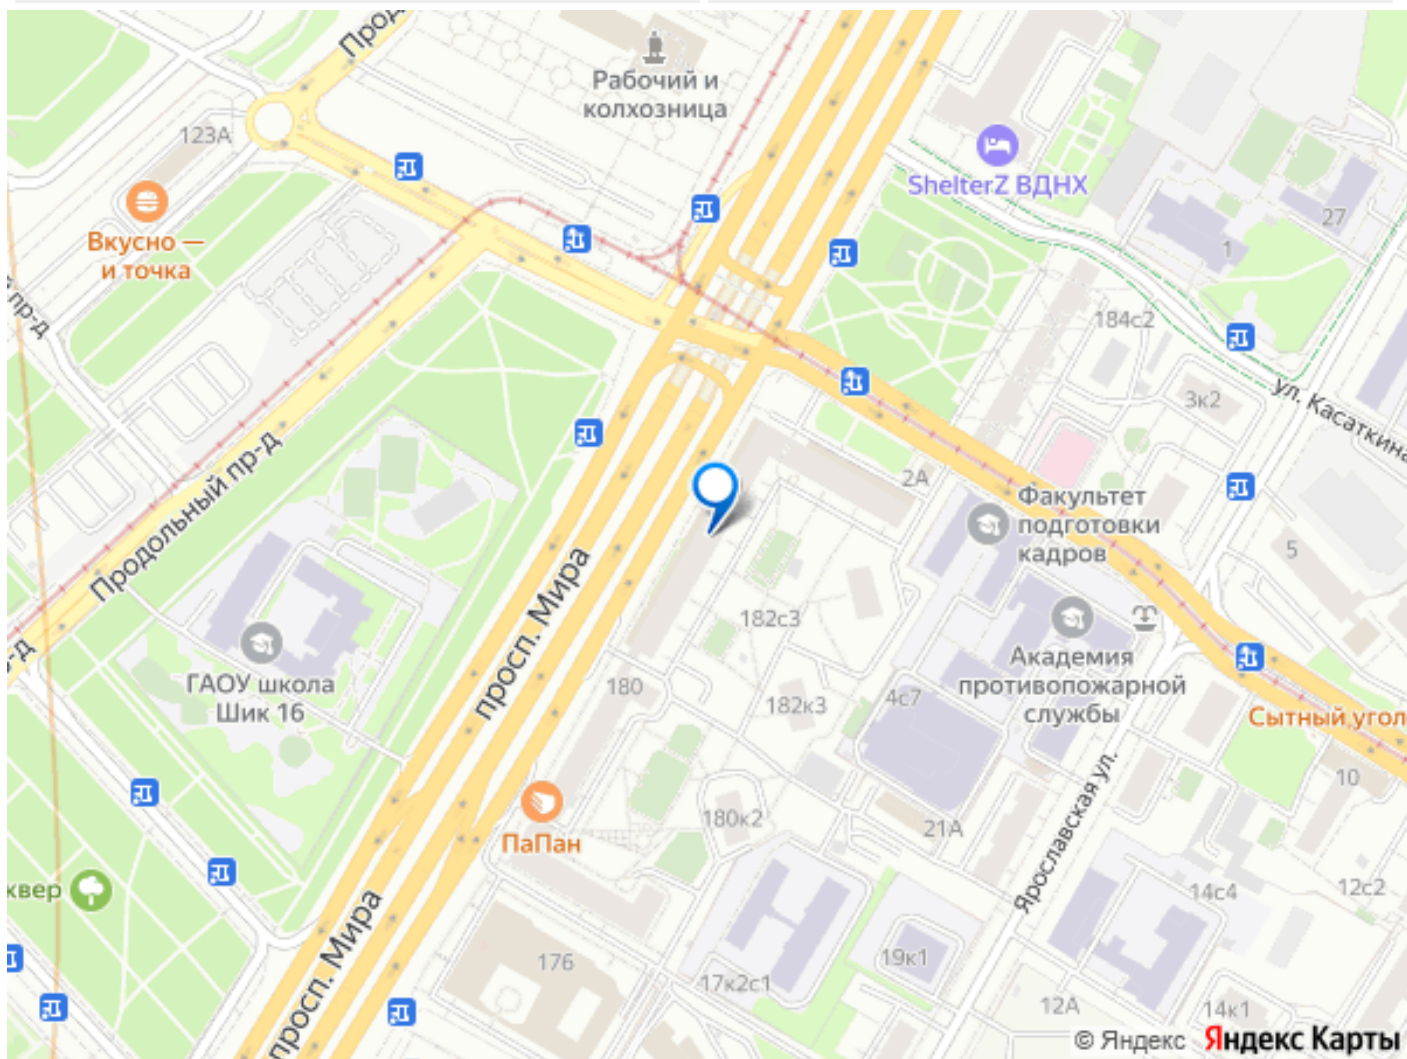 Прод
Рабочий и
колхозница
123А
ShelterZ ВДНХ
Вкусно —
и точка
27
1
й пр-д
184с2
3к2
ул. Касаткина
2А
Факультет
подготовки
кадров
5
Продольный пр-д
просп. Мира
182с3
Академия
противопожарной
службы
р-д
ГАОУ школа
Шик 16
180
182к3
4с7
Сытный угол
10
180к2
21А
ПаПан
Ярославская ул.
квер
14с4
12с2
просп. Мира
176
19к1
17к2с1
12А
14к1
© Яндекс Яндекс Карты